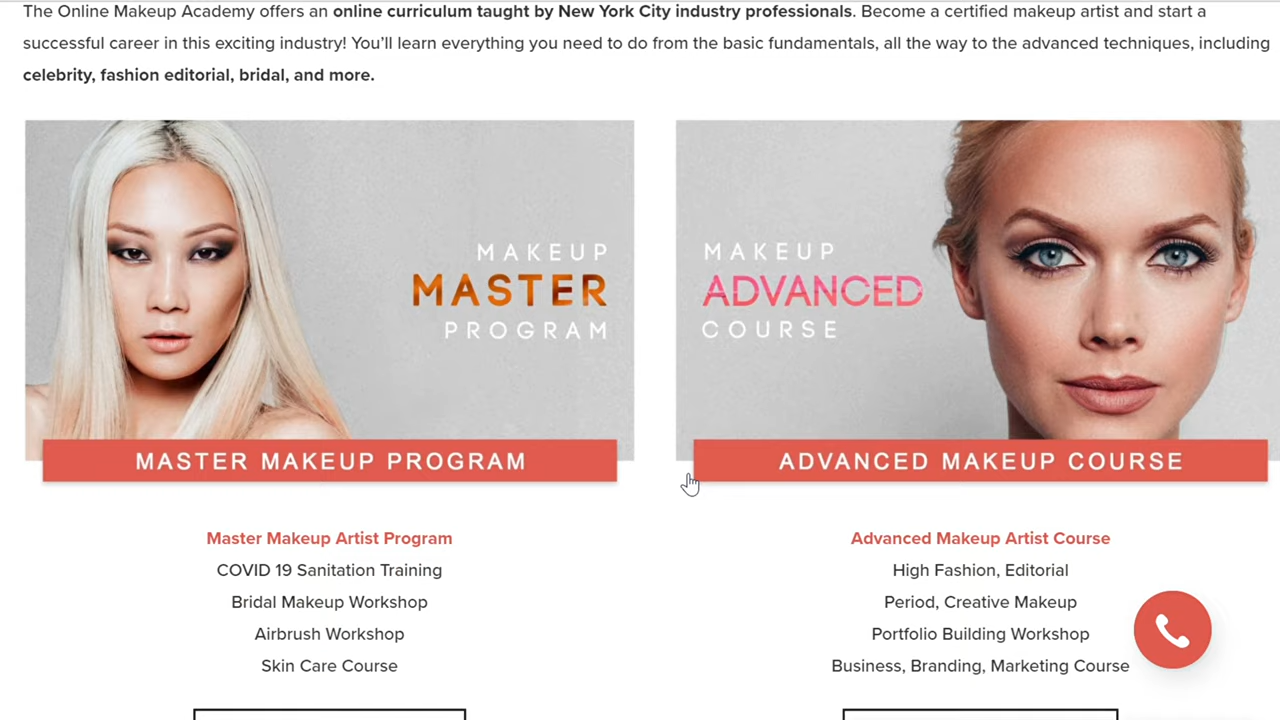 The Online Makeup Academy offers an online curriculum taught by New York City industry professionals. Become a certified makeup artist and start a
successful career in this exciting industry! You’ll learn everything you need to do from the basic fundamentals, all the way to the advanced techniques, including
celebrity, fashion editorial, bridal, and more.
MAKEUP
MASTER
PROGRAM
MASTER MAKEUP PROGRAM
Master Makeup Artist Program
COVID 19 Sanitation Training
Bridal Makeup Workshop
Airbrush Workshop
Skin Care Course
MAKEUP
ADVANCED
COURSE
ADVANCED MAKEUP COURSE
Advanced Makeup Artist Course
High Fashion, Editorial
Period, Creative Makeup
Portfolio Building Workshop
Business, Branding, Marketing Course